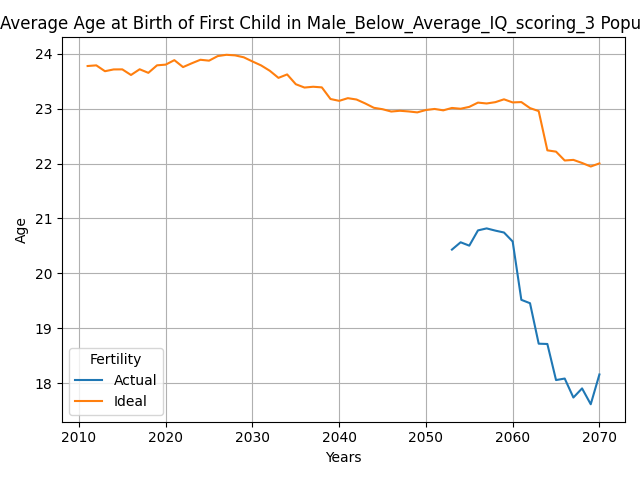 Average Age at Birth of First Child in Male_Below_Average_IQ_scoring_3 Popu
24
23
22
21
20
19
18
Age
Fertility
Actual
Ideal
2010 2020 2030 2040 2050 2060 2070
Years